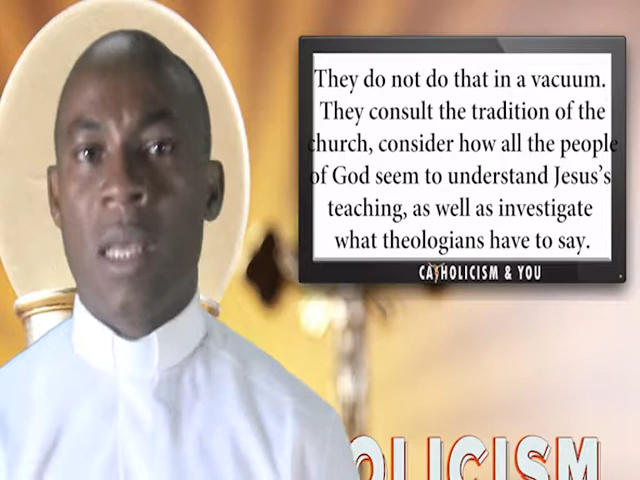 They do not do that in a vacuum.
They consult the tradition of the
church, consider how all the people
of God seem to understand Jesus's
teaching, as well as investigate
what theologians have to say.
CATHOLICISM & YOU
OLICISM